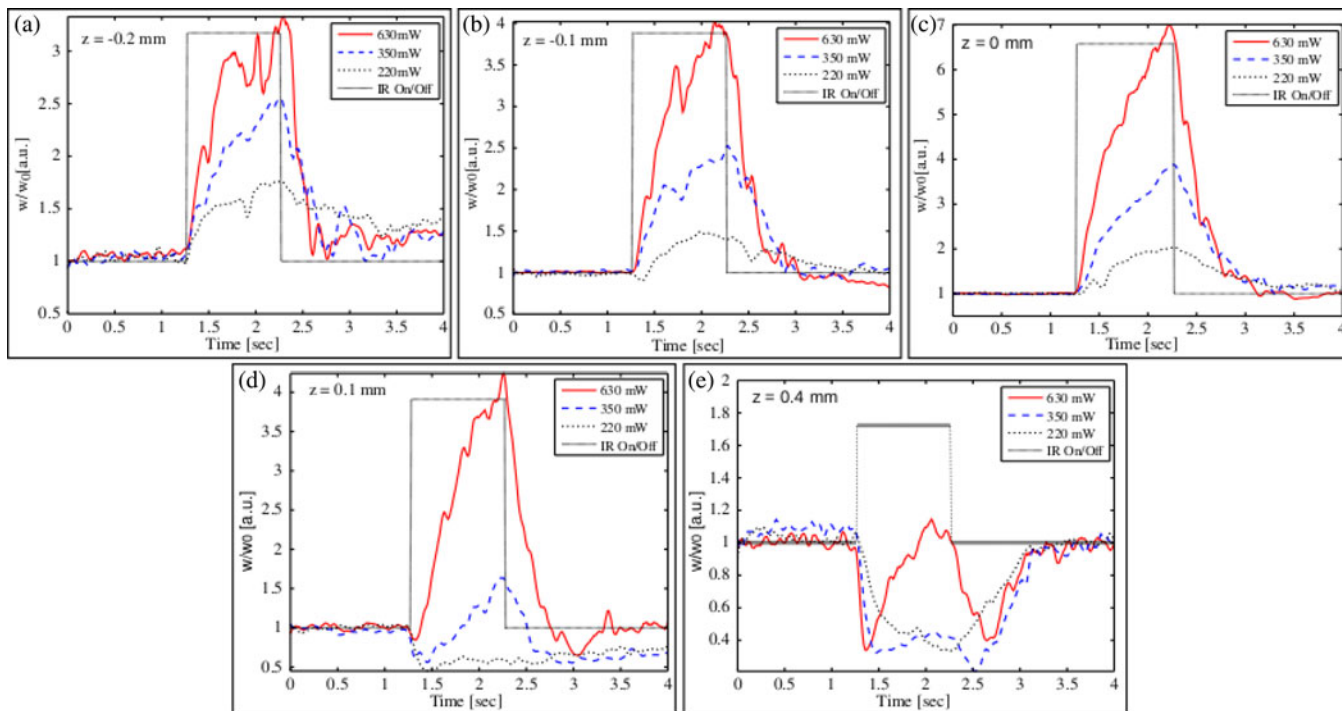 (a)
z = -0.2 mm
630mW
350mW
220mW
IR On/Off
w/w0[a.u.]
3
2.5
2
1.5
1
0.5
0 0.5 1 1.5 2 2.5 3 3.5 4
Time [sec]
(b)
z = -0.1 mm
630 mW
350 mW
220 mW
IR On/Off
w/w0[a.u.]
4
3.5
3
2.5
2
1.5
1
0.5
0 0.5 1 1.5 2 2.5 3 3.5 4
Time [sec]
(c)
z = 0 mm
630 mW
350 mW
220 mW
IR On/Off
w/w0[a.u.]
7
6
5
4
3
2
1
0 0.5 1 1.5 2 2.5 3 3.5 4
Time [sec]
(d)
z = 0.1 mm
630 mW
350 mW
220 mW
IR On/Off
w/w0 [a.u.]
4
3.5
3
2.5
2
1.5
1
0.5
0 0.5 1 1.5 2 2.5 3 3.5 4
Time [sec]
(e)
z = 0.4 mm
630 mW
350 mW
220 mW
IR On/Off
w/w0 [a.u.]
2
1.8
1.6
1.4
1.2
1
0.8
0.6
0.4
0 0.5 1 1.5 2 2.5 3 3.5 4
Time [sec]